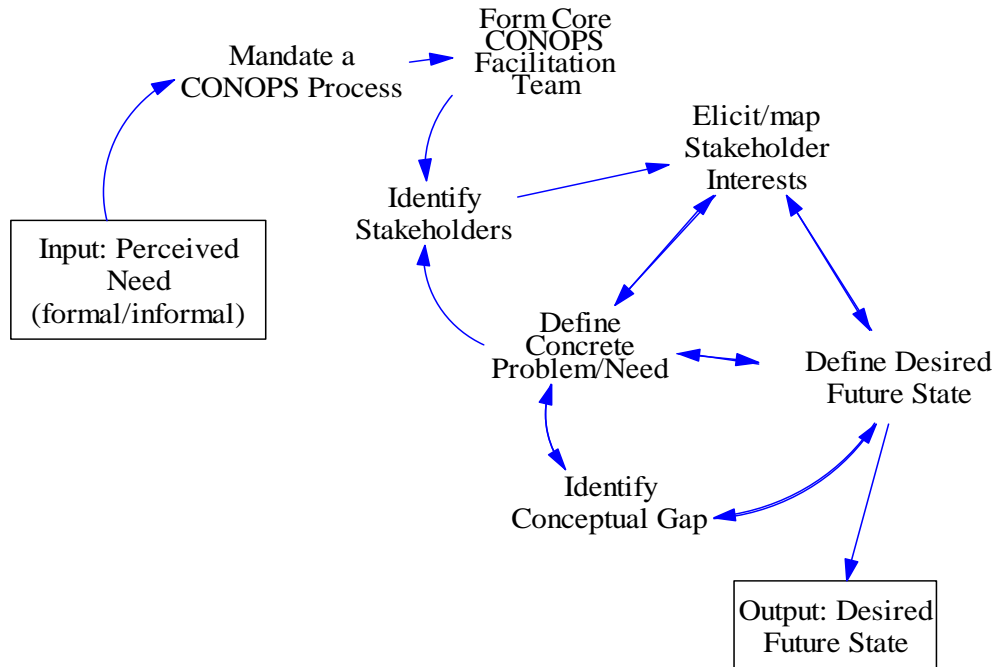 Form Core
CONOPS
Facilitation
Team
Mandate a
CONOPS Process
Elicit/map
Stakeholder
Interests
Identify
Stakeholders
Input: Perceived
Need
(formal/informal)
Define
Concrete
Problem/Need
Define Desired
Future State
Identify
Conceptual Gap
Output: Desired
Future State